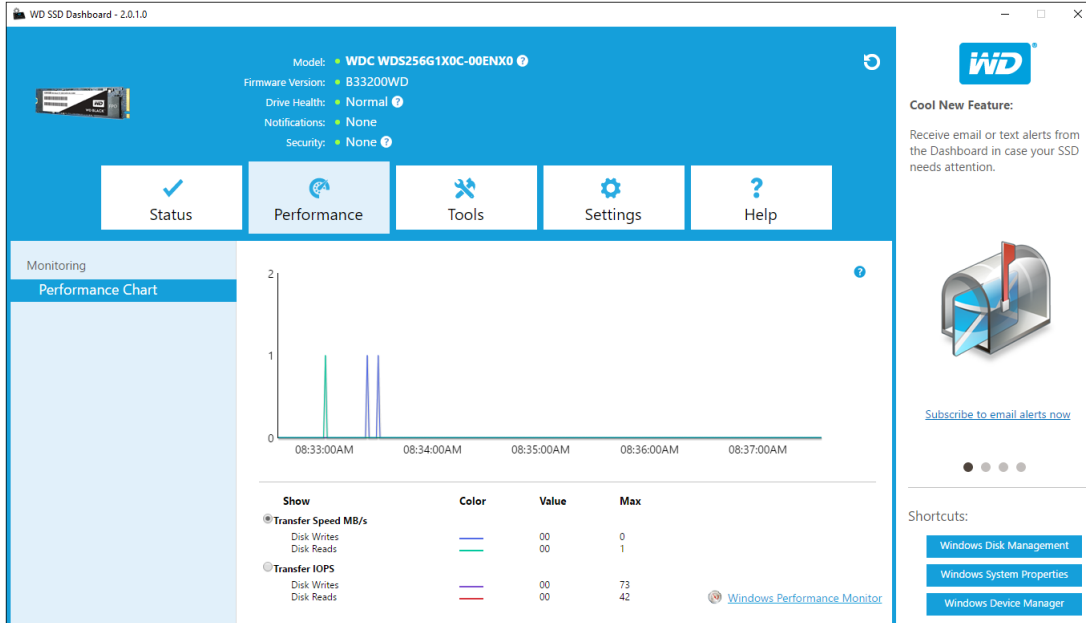 WD SSD Dashboard - 2.0.1.0
Model: WDC WDS256G1X0C-00ENX0
Firmware Version: B33200WD
Drive Health: Normal
Notifications: None
Security: None
Status
Performance
Tools
Settings
Help
Monitoring
Performance Chart
2
1
0
08:33:00AM 08:34:00AM 08:35:00AM 08:36:00AM 08:37:00AM
Show Color Value Max
Transfer Speed MB/s
Disk Writes 00 0
Disk Reads 00 1
Transfer IOPS
Disk Writes 00 73
Disk Reads 00 42
Windows Performance Monitor
WD
Cool New Feature:
Receive email or text alerts from
the Dashboard in case your SSD
needs attention.
Subscribe to email alerts now
Shortcuts:
Windows Disk Management
Windows System Properties
Windows Device Manager